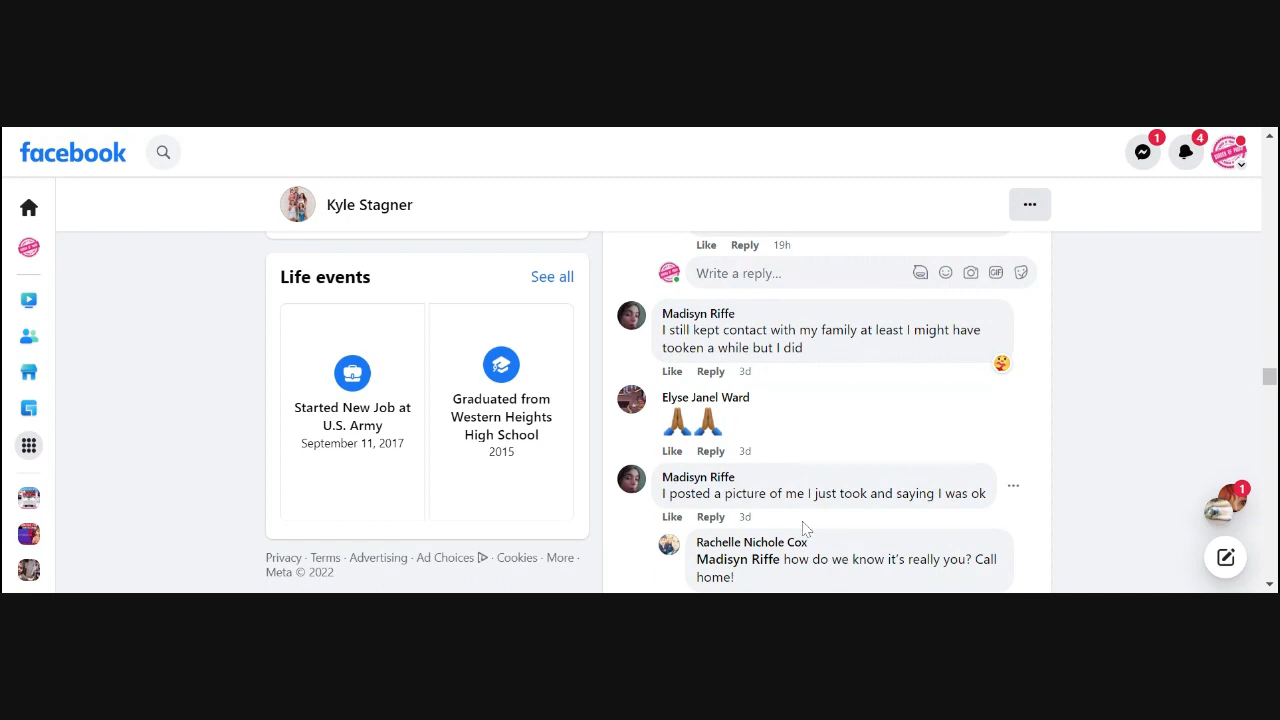 facebook
1
4
Kyle Stagner
Life events
See all
Started New Job at
U.S. Army
September 11, 2017
Graduated from
Western Heights
High School
2015
Privacy · Terms · Advertising · Ad Choices · Cookies · More ·
Meta © 2022
Like Reply 19h
Write a reply...
GIF
Madisyn Riffe
I still kept contact with my family at least I might have
tooken a while but I did
Like Reply 3d
Elyse Janel Ward
🙏🏾🙏🏾
Like Reply 3d
Madisyn Riffe
I posted a picture of me I just took and saying I was ok
Like Reply 3d
Rachelle Nichole Cox
Madisyn Riffe how do we know it's really you? Call
home!
1